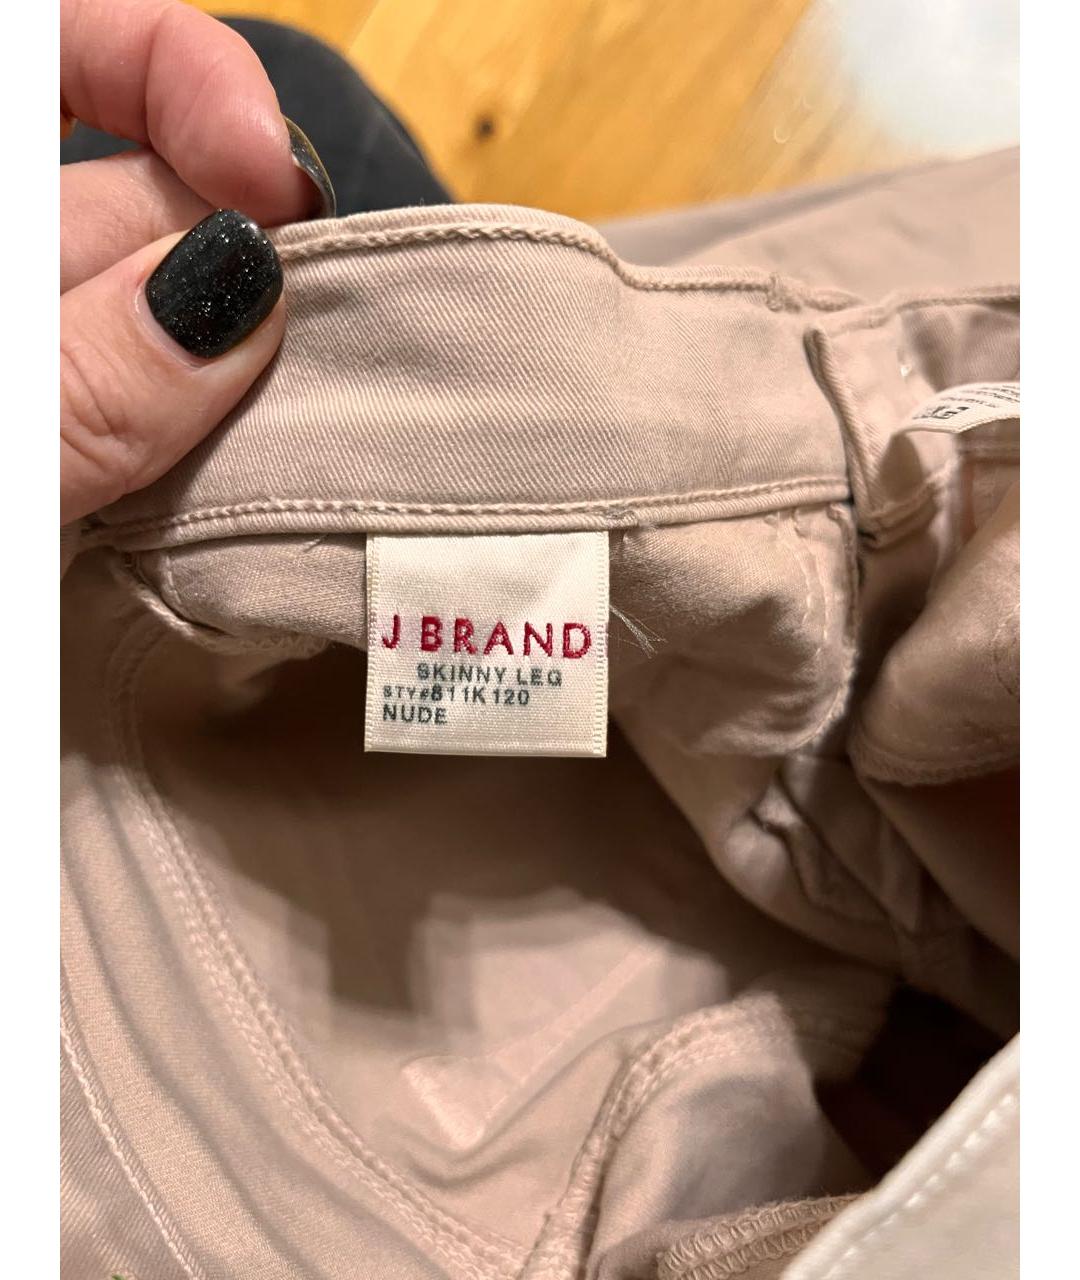 J BRAND
SKINNY LEG
STY#811K120
NUDE